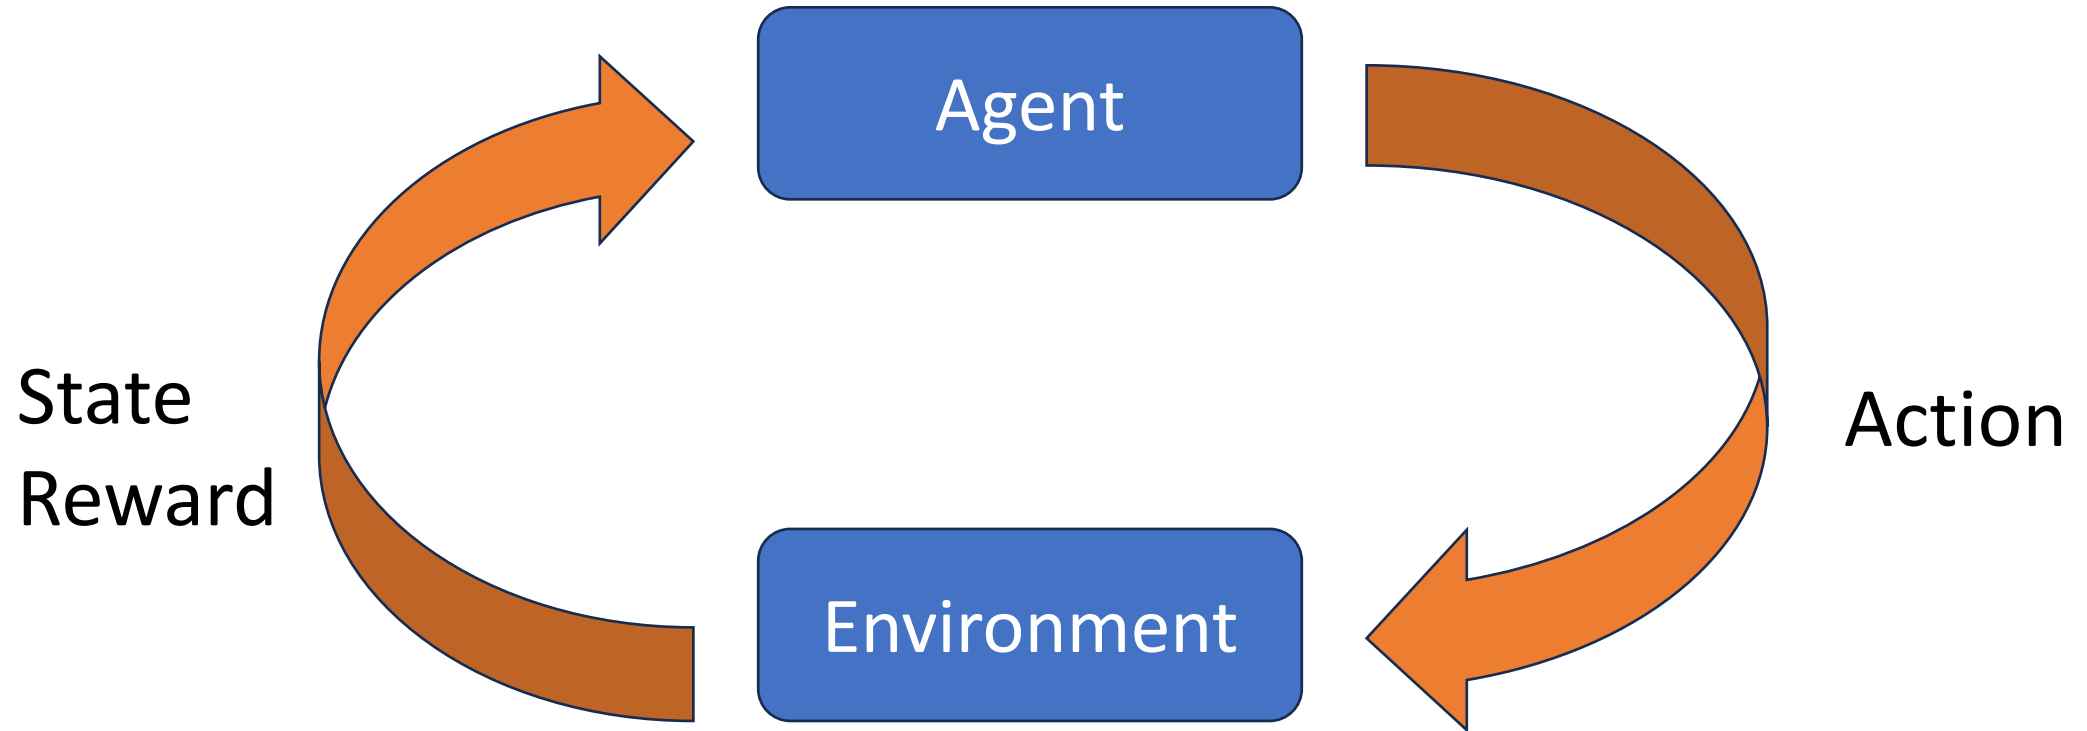 Agent
State
Reward
Action
Environment